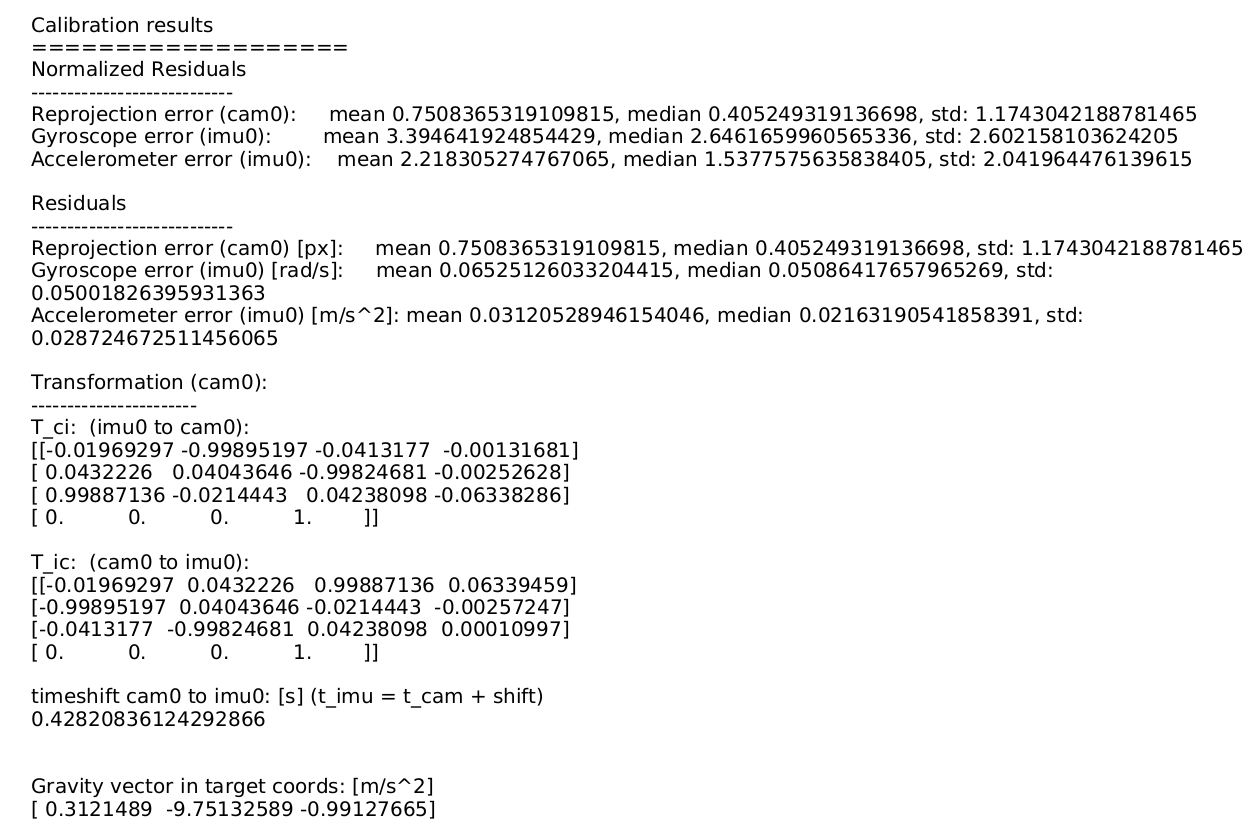 Calibration results
===================
Normalized Residuals
----------------------------
Reprojection error (cam0):     mean 0.7508365319109815, median 0.405249319136698, std: 1.1743042188781465
Gyroscope error (imu0):        mean 3.394641924854429, median 2.6461659960565336, std: 2.602158103624205
Accelerometer error (imu0):    mean 2.218305274767065, median 1.5377575635838405, std: 2.041964476139615

Residuals
----------------------------
Reprojection error (cam0) [px]:     mean 0.7508365319109815, median 0.405249319136698, std: 1.1743042188781465
Gyroscope error (imu0) [rad/s]:     mean 0.06525126033204415, median 0.05086417657965269, std:
0.05001826395931363
Accelerometer error (imu0) [m/s^2]: mean 0.03120528946154046, median 0.02163190541858391, std:
0.028724672511456065

Transformation (cam0):
-----------------------
T_ci:  (imu0 to cam0):
[[-0.01969297 -0.99895197 -0.0413177  -0.00131681]
[ 0.0432226   0.04043646 -0.99824681 -0.00252628]
[ 0.99887136 -0.0214443   0.04238098 -0.06338286]
[ 0.          0.          0.          1.        ]]

T_ic:  (cam0 to imu0):
[[-0.01969297  0.0432226   0.99887136  0.06339459]
[-0.99895197  0.04043646 -0.0214443  -0.00257247]
[-0.0413177  -0.99824681  0.04238098  0.00010997]
[ 0.          0.          0.          1.        ]]

timeshift cam0 to imu0: [s] (t_imu = t_cam + shift)
0.42820836124292866

Gravity vector in target coords: [m/s^2]
[ 0.3121489  -9.75132589 -0.99127665]